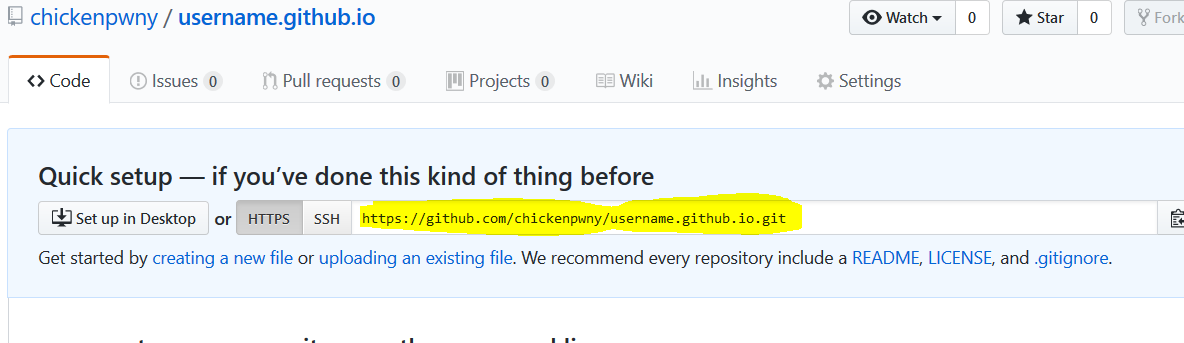 chickenpwny / username.github.io
Watch 0 Star 0 Fork
Code Issues 0 Pull requests 0 Projects 0 Wiki Insights Settings
Quick setup — if you’ve done this kind of thing before
Set up in Desktop or HTTPS SSH https://github.com/chickenpwny/username.github.io.git
Get started by creating a new file or uploading an existing file. We recommend every repository include a README, LICENSE, and .gitignore.